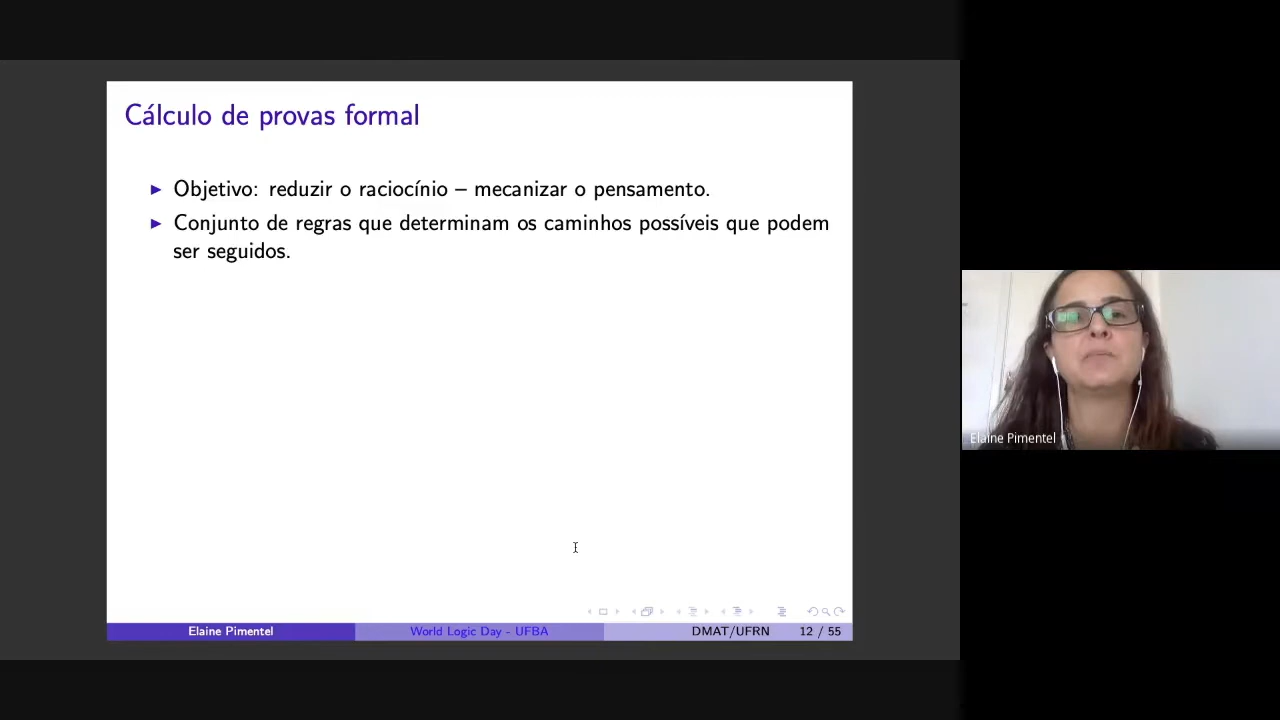 Cálculo de provas formal
Objetivo: reduzir o raciocínio – mecanizar o pensamento.
Conjunto de regras que determinam os caminhos possíveis que podem
ser seguidos.
Elaine Pimentel
World Logic Day - UFBA
DMAT/UFRN
12 / 55
Elaine Pimentel